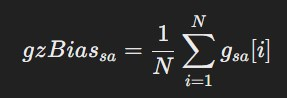 gzBias_{sa} = \frac{1}{N} \sum_{i=1}^{N} g_{sa}[i]